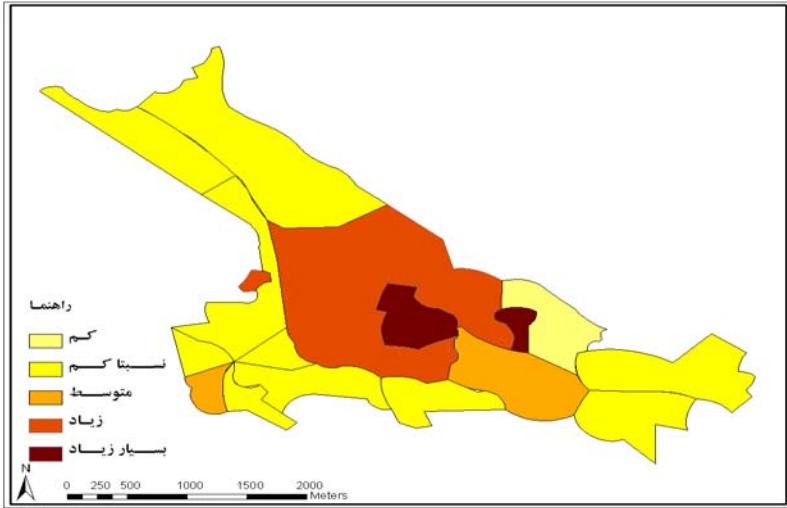 راهنما
کم
نسبتا کم
متوسط
زیاد
بسیار زیاد
N
0 250 500 1000 1500 2000
Meters